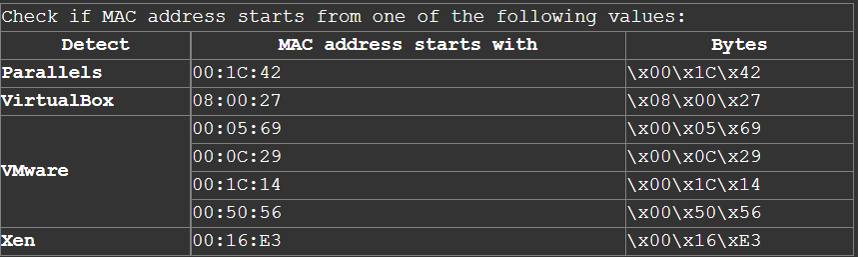 Check if MAC address starts from one of the following values:
Detect MAC address starts with Bytes
Parallels 00:1C:42 \x00\x1C\x42
VirtualBox 08:00:27 \x08\x00\x27
VMware 00:05:69 \x00\x05\x69
00:0C:29 \x00\x0C\x29
00:1C:14 \x00\x1C\x14
00:50:56 \x00\x50\x56
Xen 00:16:E3 \x00\x16\xE3